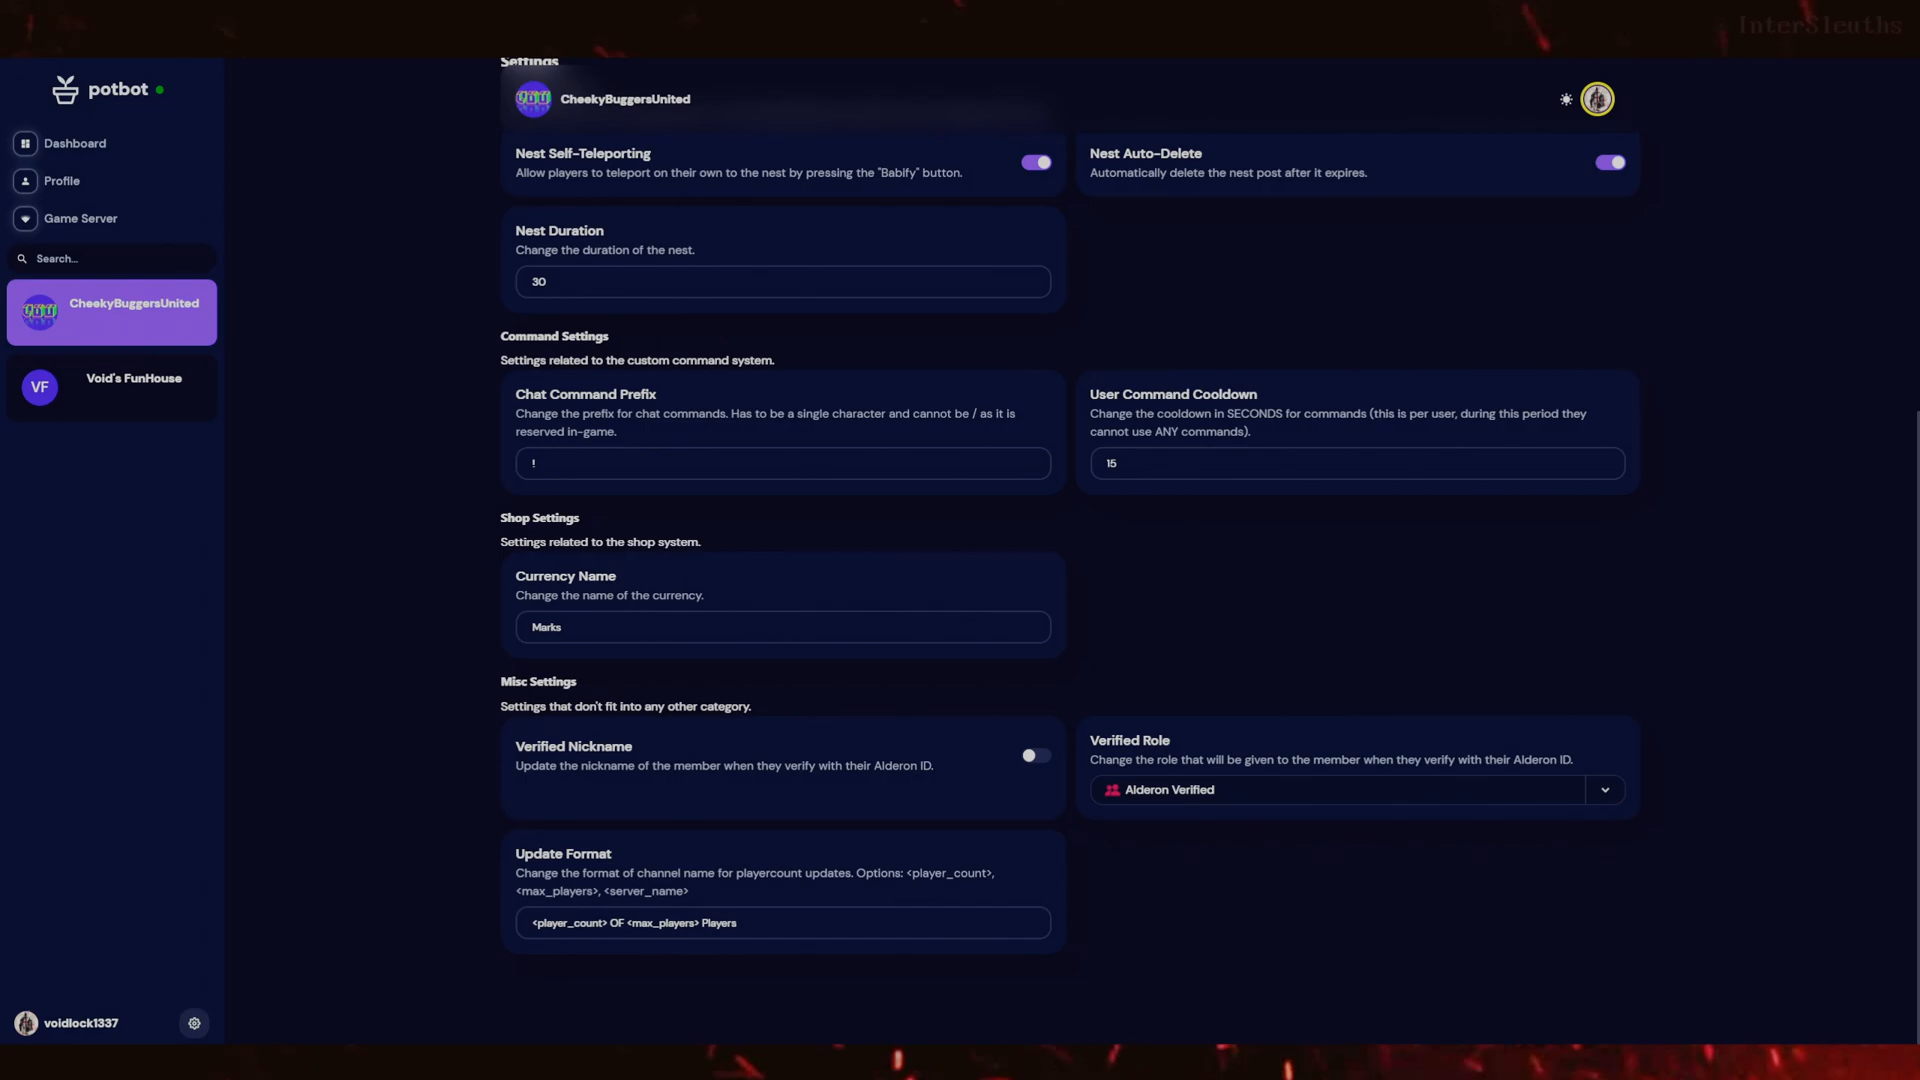 InterSleuths
Settings
potbot
CheekyBuggersUnited
Dashboard
Profile
Game Server
Search...
CheekyBuggersUnited
VF
Void's FunHouse
Nest Self-Teleporting
Allow players to teleport on their own to the nest by pressing the "Babify" button.
Nest Auto-Delete
Automatically delete the nest post after it expires.
Nest Duration
Change the duration of the nest.
30
Command Settings
Settings related to the custom command system.
Chat Command Prefix
Change the prefix for chat commands. Has to be a single character and cannot be / as it is
reserved in-game.
!
User Command Cooldown
Change the cooldown in SECONDS for commands (this is per user, during this period they
cannot use ANY commands).
15
Shop Settings
Settings related to the shop system.
Currency Name
Change the name of the currency.
Marks
Misc Settings
Settings that don't fit into any other category.
Verified Nickname
Update the nickname of the member when they verify with their Alderon ID.
Verified Role
Change the role that will be given to the member when they verify with their Alderon ID.
Alderon Verified
Update Format
Change the format of channel name for playercount updates. Options: <player_count>,
<max_players>, <server_name>
<player_count> OF <max_players> Players
voidlock1337